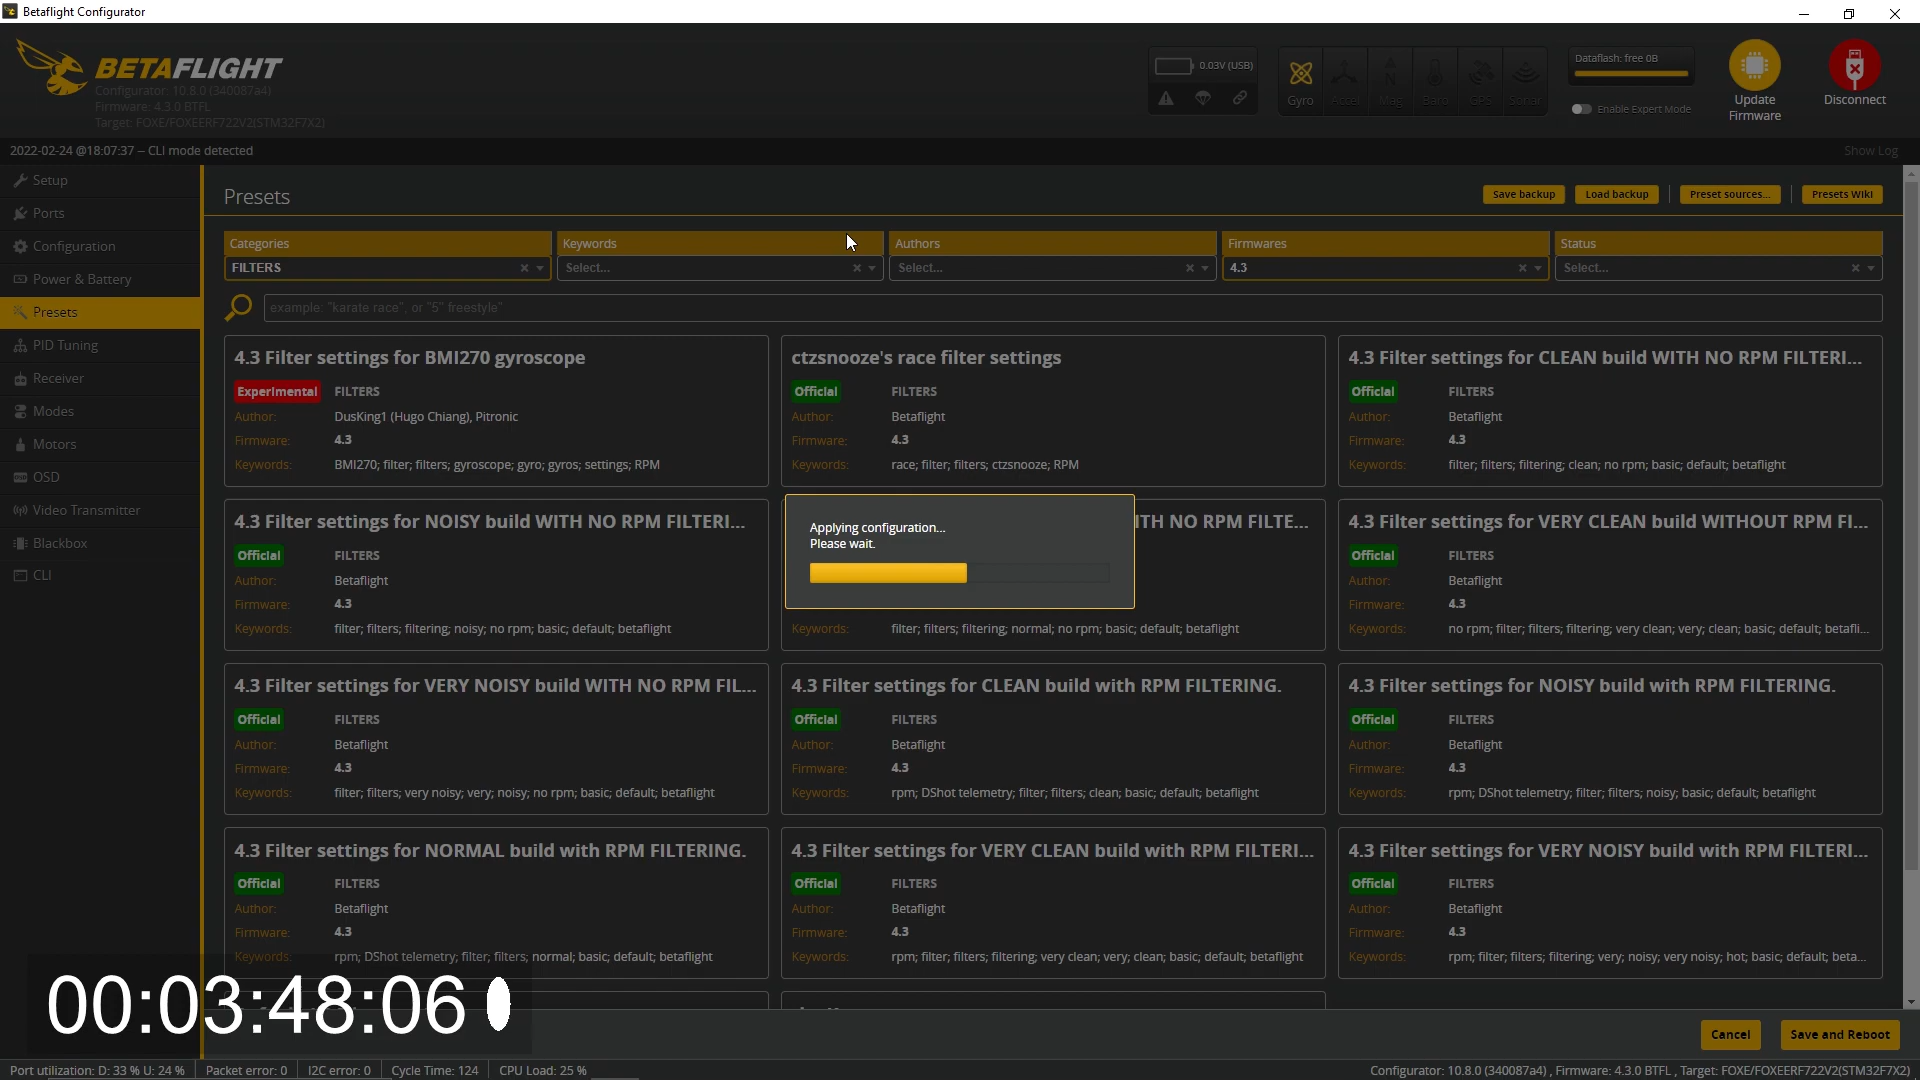 Betaflight Configurator
BETAFLIGHT
Configurator: 10.8.0 (340087a4)
Firmware: 4.3.0 BTFL
Target: FOXE/FOXEERF722V2(STM32F7X2)
0.03V (USB)
Gyro
Accel
Mag
Baro
GPS
Sonar
Dataflash: free 0B
Enable Expert Mode
Update
Firmware
Disconnect
2022-02-24 @18:07:37 -- CLI mode detected
Show Log
Setup
Ports
Configuration
Power & Battery
Presets
PID Tuning
Receiver
Modes
Motors
OSD
Video Transmitter
Blackbox
CLI
Presets
Save backup
Load backup
Preset sources...
Presets Wiki
Categories
Keywords
Authors
Firmwares
Status
FILTERS
Select...
Select...
4.3
Select...
example: "karate race", or "5" freestyle"
4.3 Filter settings for BMI270 gyroscope
Experimental FILTERS
Author: DusKing1 (Hugo Chiang), Pitronic
Firmware: 4.3
Keywords: BMI270; filter; filters; gyroscope; gyro; gyros; settings; RPM
ctzsnooze's race filter settings
Official FILTERS
Author: Betaflight
Firmware: 4.3
Keywords: race; filter; filters; ctzsnooze; RPM
4.3 Filter settings for CLEAN build WITH NO RPM FILTERI...
Official FILTERS
Author: Betaflight
Firmware: 4.3
Keywords: filter; filters; filtering; clean; no rpm; basic; default; betaflight
4.3 Filter settings for NOISY build WITH NO RPM FILTERI...
Official FILTERS
Author: Betaflight
Firmware: 4.3
Keywords: filter; filters; filtering; noisy; no rpm; basic; default; betaflight
ITH NO RPM FILTE...
Applying configuration...
Please wait.
Keywords: filter; filters; filtering; normal; no rpm; basic; default; betaflight
4.3 Filter settings for VERY CLEAN build WITHOUT RPM FI...
Official FILTERS
Author: Betaflight
Firmware: 4.3
Keywords: no rpm; filter; filters; filtering; very clean; very; clean; basic; default; betafli...
4.3 Filter settings for VERY NOISY build WITH NO RPM FIL...
Official FILTERS
Author: Betaflight
Firmware: 4.3
Keywords: filter; filters; very noisy; very; noisy; no rpm; basic; default; betaflight
4.3 Filter settings for CLEAN build with RPM FILTERING.
Official FILTERS
Author: Betaflight
Firmware: 4.3
Keywords: rpm; DShot telemetry; filter; filters; clean; basic; default; betaflight
4.3 Filter settings for NOISY build with RPM FILTERING.
Official FILTERS
Author: Betaflight
Firmware: 4.3
Keywords: rpm; DShot telemetry; filter; filters; noisy; basic; default; betaflight
4.3 Filter settings for NORMAL build with RPM FILTERING.
Official FILTERS
Author: Betaflight
Firmware: 4.3
Keywords: rpm; DShot telemetry; filter; filters; normal; basic; default; betaflight
4.3 Filter settings for VERY CLEAN build with RPM FILTERI...
Official FILTERS
Author: Betaflight
Firmware: 4.3
Keywords: rpm; filter; filters; filtering; very clean; very; clean; basic; default; betaflight
4.3 Filter settings for VERY NOISY build with RPM FILTERI...
Official FILTERS
Author: Betaflight
Firmware: 4.3
Keywords: rpm; filter; filters; filtering; very; noisy; very noisy; hot; basic; default; beta...
00:03:48:06
Cancel
Save and Reboot
Port utilization: D: 33 % U: 24 %
Packet error: 0
I2C error: 0
Cycle Time: 124
CPU Load: 25 %
Configurator: 10.8.0 (340087a4) , Firmware: 4.3.0 BTFL , Target: FOXE/FOXEERF722V2(STM32F7X2)